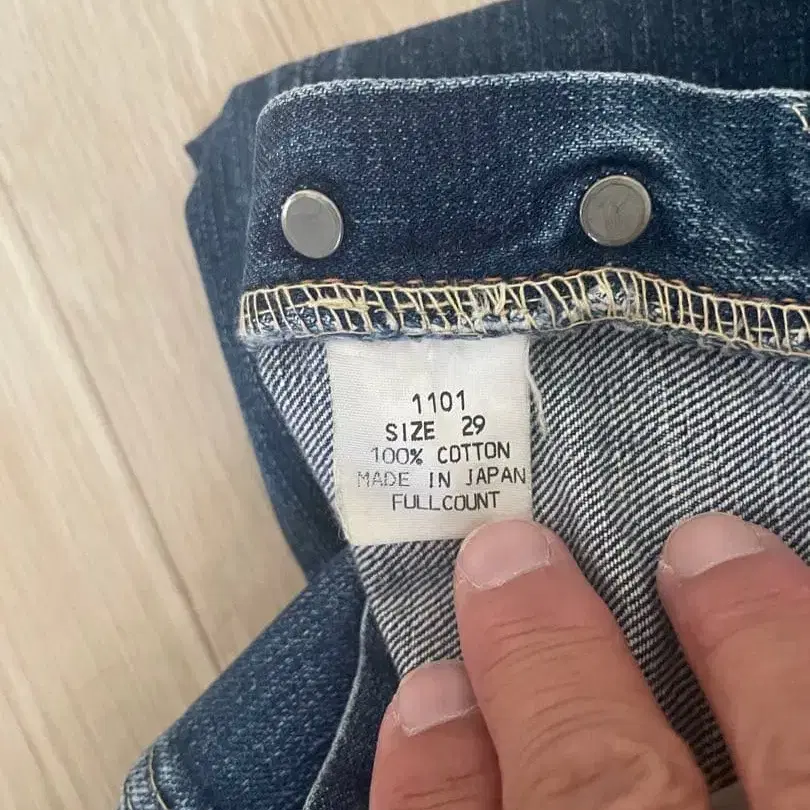 1101
SIZE 29
100% COTTON
MADE IN JAPAN
FULLCOUNT